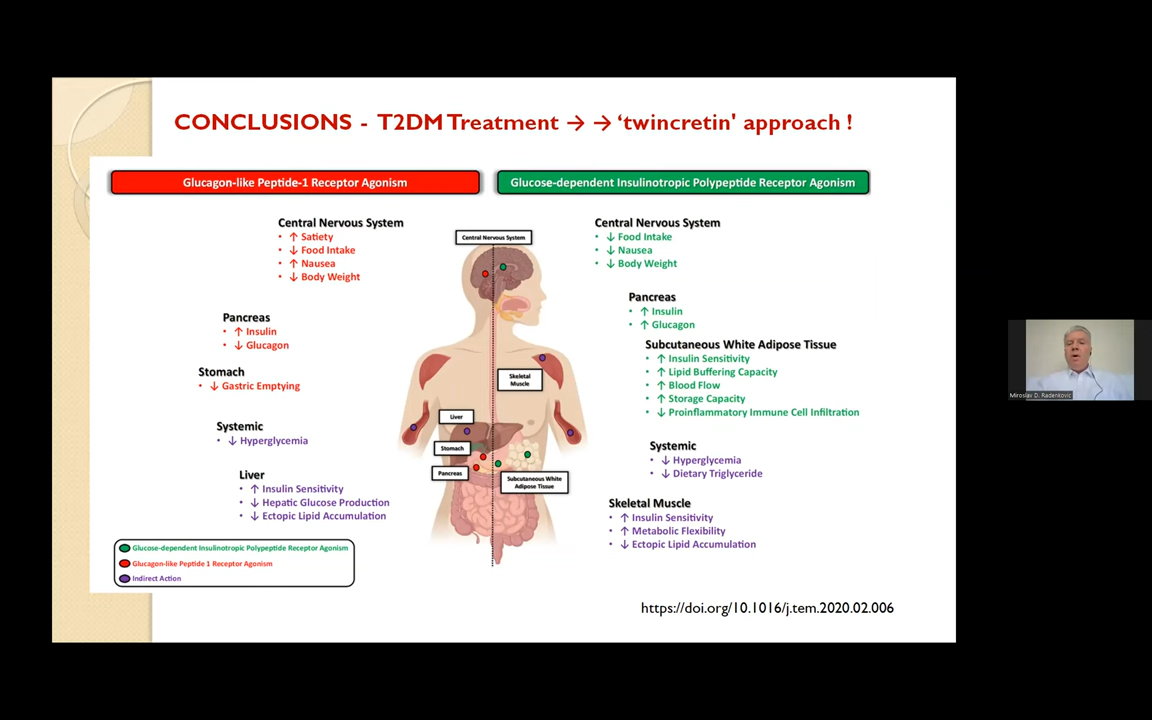 CONCLUSIONS - T2DM Treatment → → ‘twincretin' approach !
Glucagon-like Peptide-1 Receptor Agonism
Glucose-dependent Insulinotropic Polypeptide Receptor Agonism
Central Nervous System
• ↑ Satiety
• ↓ Food Intake
• ↑ Nausea
• ↓ Body Weight
Pancreas
• ↑ Insulin
• ↓ Glucagon
Stomach
• ↓ Gastric Emptying
Systemic
• ↓ Hyperglycemia
Liver
• ↑ Insulin Sensitivity
• ↓ Hepatic Glucose Production
• ↓ Ectopic Lipid Accumulation
Central Nervous System
Skeletal
Muscle
Liver
Stomach
Pancreas
Subcutaneous White
Adipose Tissue
Central Nervous System
• ↓ Food Intake
• ↓ Nausea
• ↓ Body Weight
Pancreas
• ↑ Insulin
• ↑ Glucagon
Subcutaneous White Adipose Tissue
• ↑ Insulin Sensitivity
• ↑ Lipid Buffering Capacity
• ↑ Blood Flow
• ↑ Storage Capacity
• ↓ Proinflammatory Immune Cell Infiltration
Systemic
• ↓ Hyperglycemia
• ↓ Dietary Triglyceride
Skeletal Muscle
• ↑ Insulin Sensitivity
• ↑ Metabolic Flexibility
• ↓ Ectopic Lipid Accumulation
Glucose-dependent Insulinotropic Polypeptide Receptor Agonism
Glucagon-like Peptide 1 Receptor Agonism
Indirect Action
https://doi.org/10.1016/j.tem.2020.02.006
Miroslav D. Radenkovic